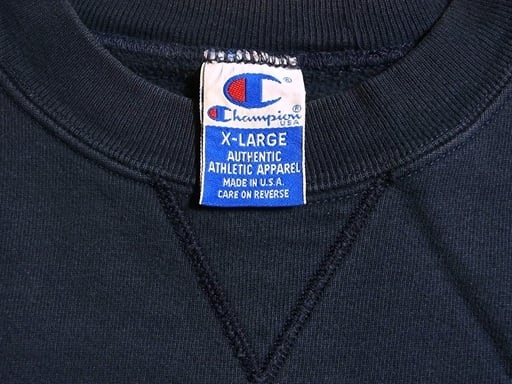 C®
Champion®
USA
X-LARGE
AUTHENTIC
ATHLETIC APPAREL
MADE IN U.S.A.
CARE ON REVERSE